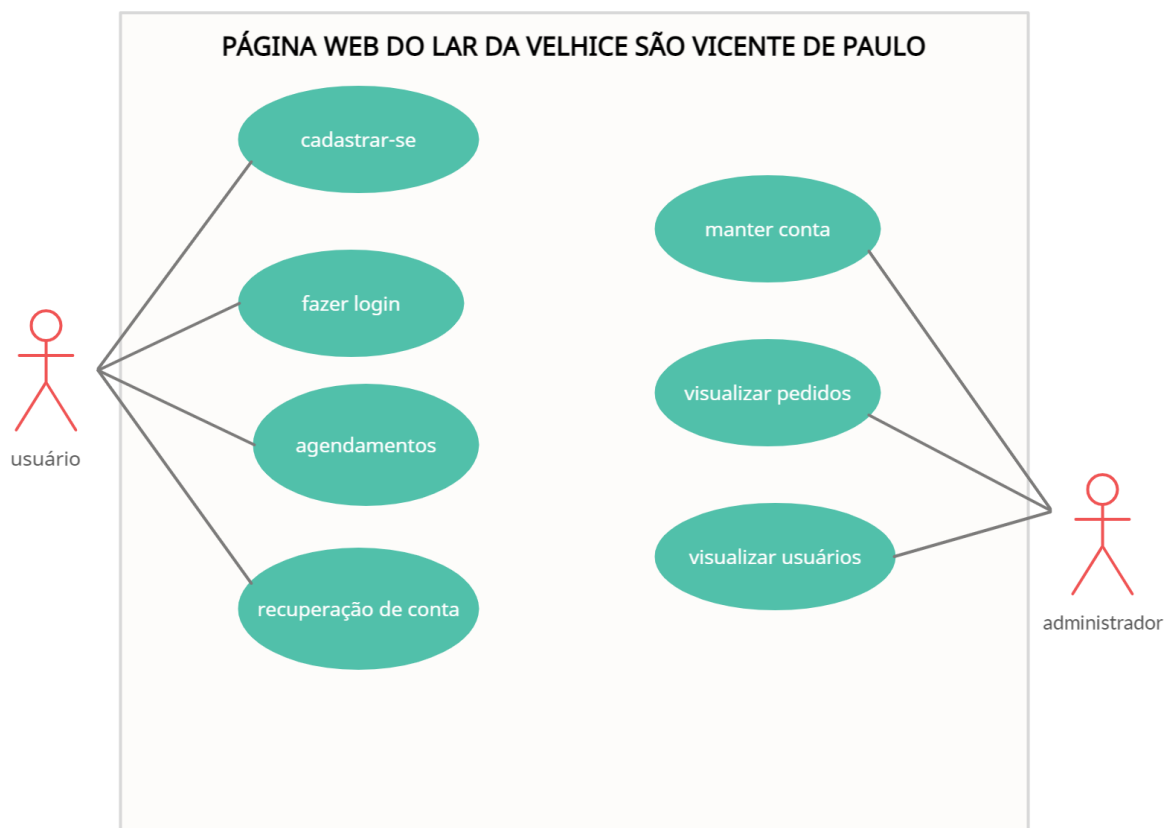 PÁGINA WEB DO LAR DA VELHICE SÃO VICENTE DE PAULO
cadastrar-se
fazer login
agendamentos
recuperação de conta
manter conta
visualizar pedidos
visualizar usuários
usuário
administrador